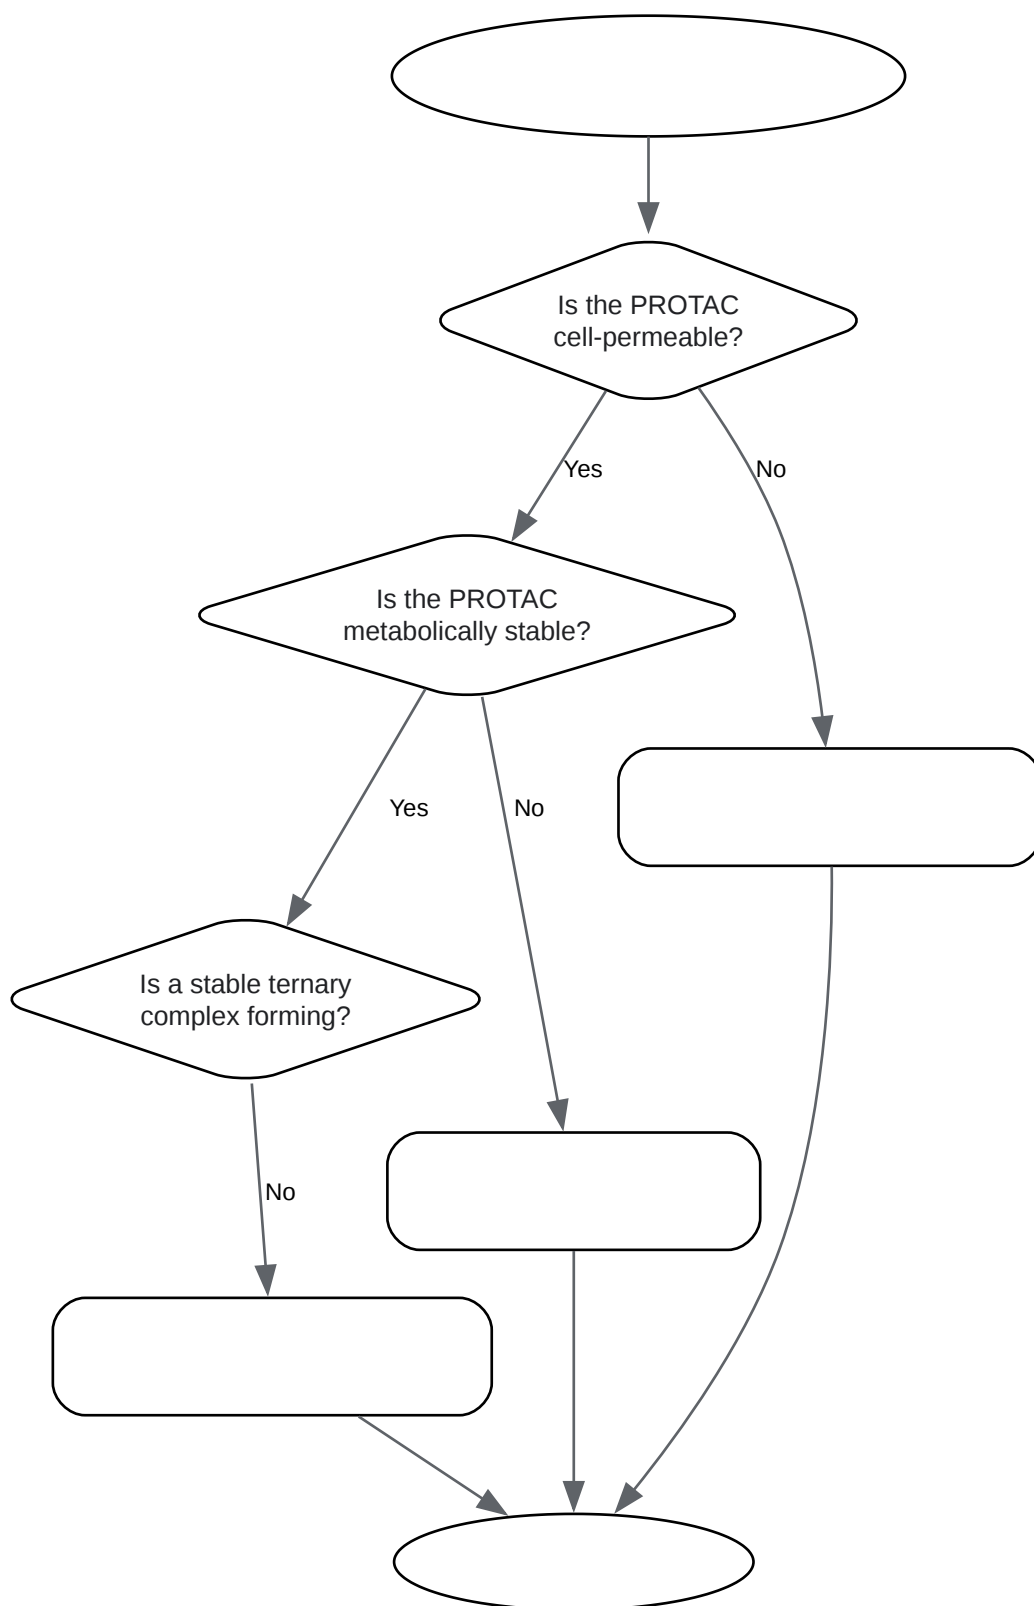 Is the PROTAC
cell-permeable?
Yes
No
Is the PROTAC
metabolically stable?
Yes
No
Is a stable ternary
complex forming?
No